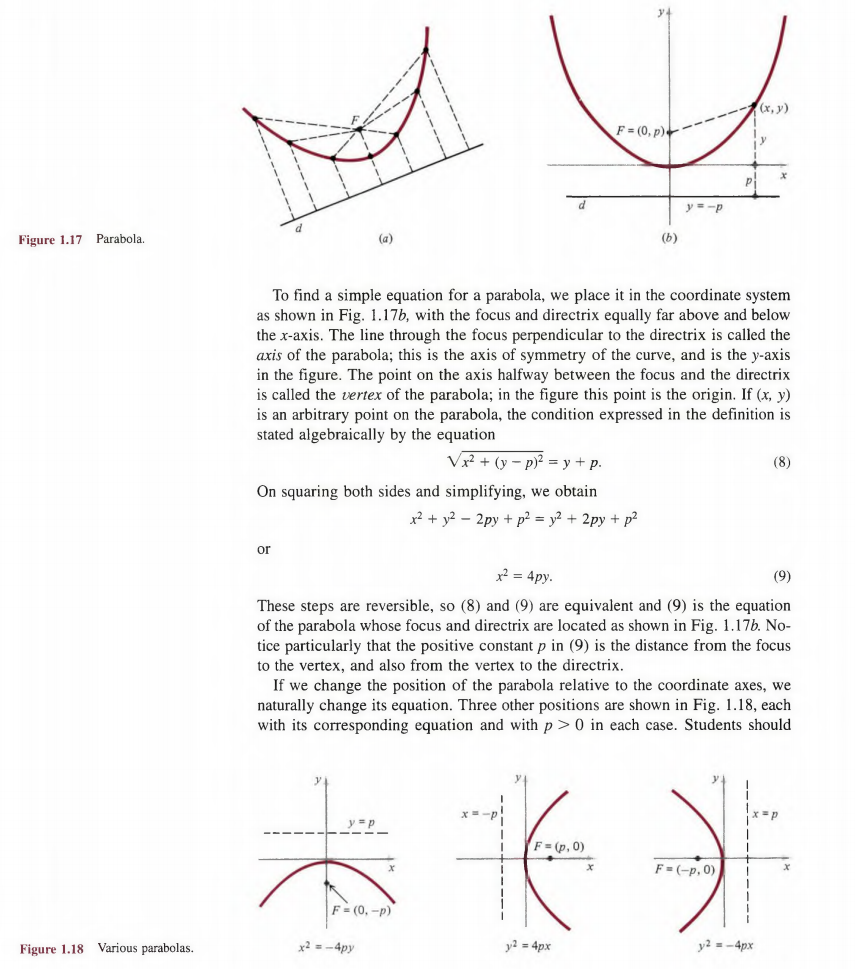 F
d
(a)
y
F = (0, p)
(x, y)
y
p
x
d
y = −p
(b)
Figure 1.17 Parabola.
To find a simple equation for a parabola, we place it in the coordinate system
as shown in Fig. 1.17b, with the focus and directrix equally far above and below
the x-axis. The line through the focus perpendicular to the directrix is called the
axis of the parabola; this is the axis of symmetry of the curve, and is the y-axis
in the figure. The point on the axis halfway between the focus and the directrix
is called the vertex of the parabola; in the figure this point is the origin. If (x, y)
is an arbitrary point on the parabola, the condition expressed in the definition is
stated algebraically by the equation
√x² + (y − p)² = y + p. (8)
On squaring both sides and simplifying, we obtain
x² + y² − 2py + p² = y² + 2py + p²
or
x² = 4py. (9)
These steps are reversible, so (8) and (9) are equivalent and (9) is the equation
of the parabola whose focus and directrix are located as shown in Fig. 1.17b. No-
tice particularly that the positive constant p in (9) is the distance from the focus
to the vertex, and also from the vertex to the directrix.
If we change the position of the parabola relative to the coordinate axes, we
naturally change its equation. Three other positions are shown in Fig. 1.18, each
with its corresponding equation and with p > 0 in each case. Students should
y
y = p
x
F = (0, −p)
x² = −4py
y
x = −p
F = (p, 0)
x
y² = 4px
y
x = p
F = (−p, 0)
x
y² = −4px
Figure 1.18 Various parabolas.